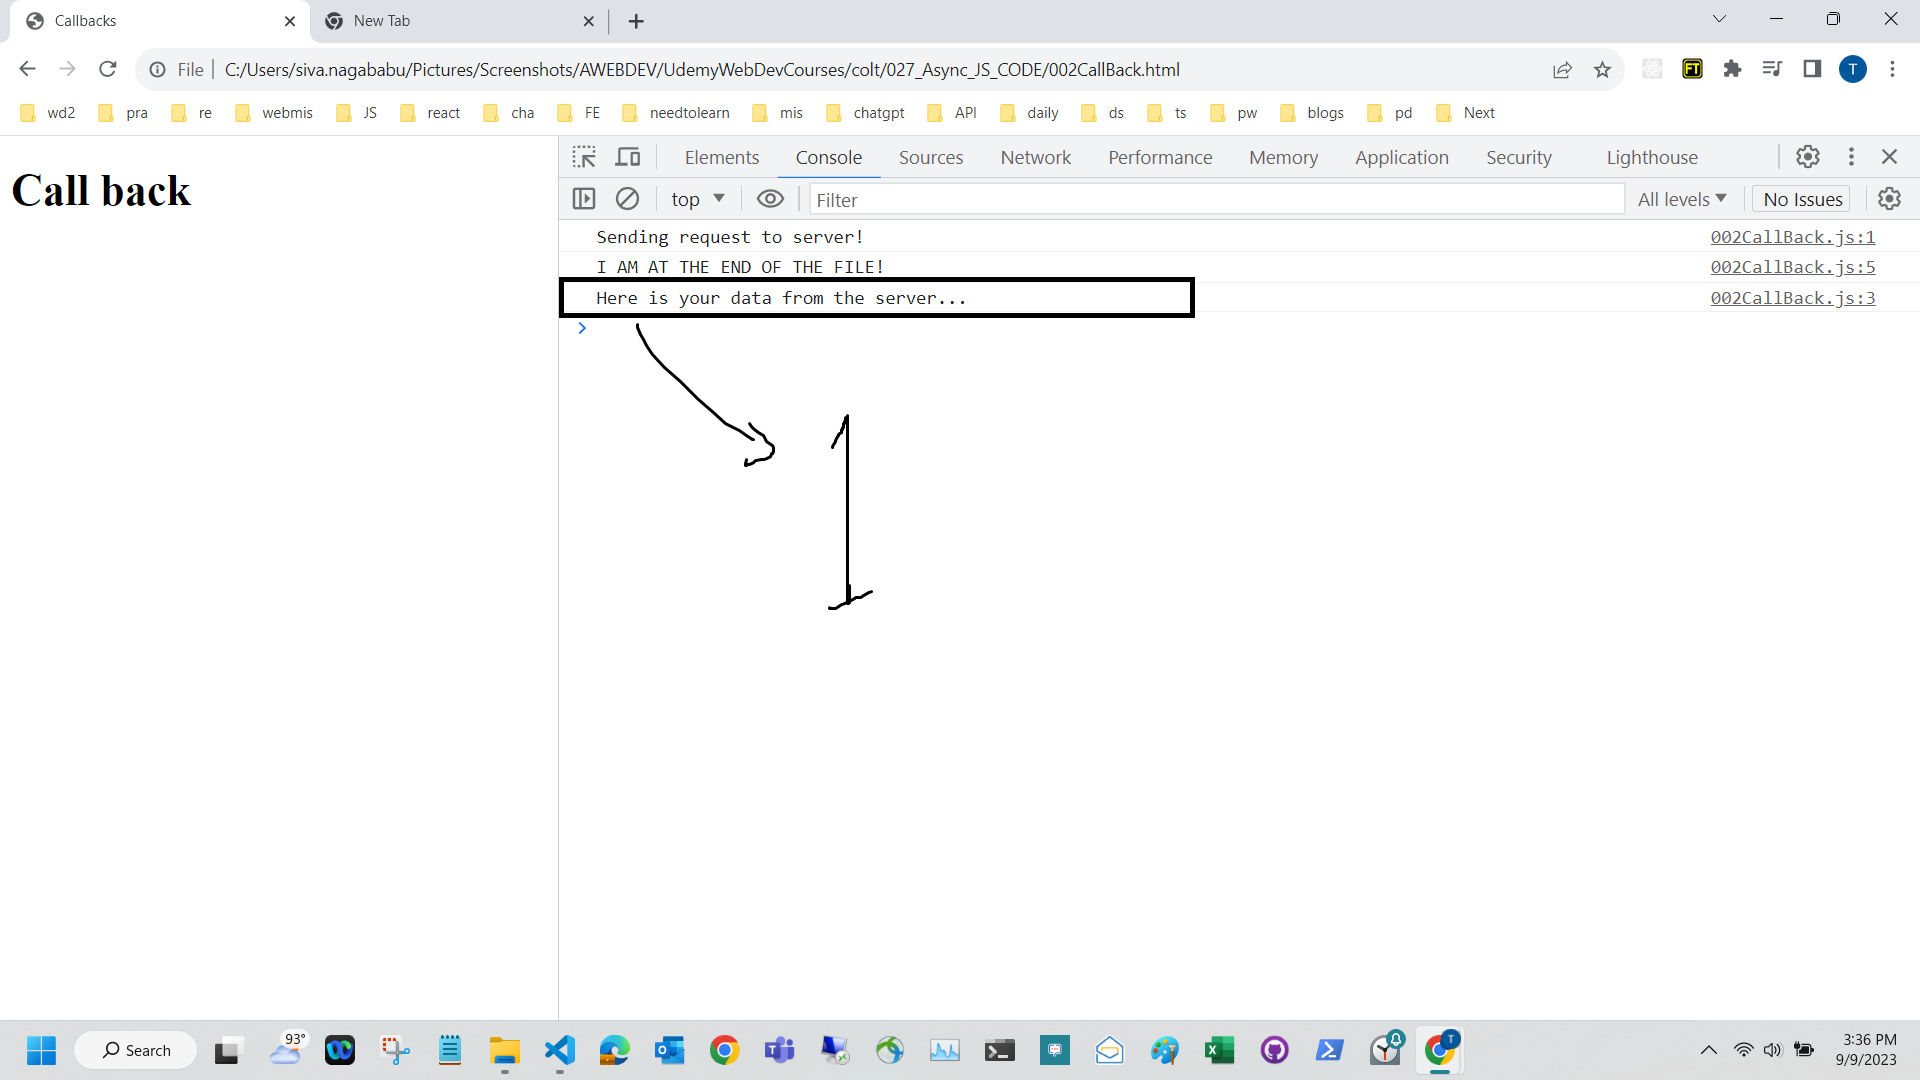 Callbacks New Tab
File C:/Users/siva.nagababu/Pictures/Screenshots/AWEBDEV/UdemyWebDevCourses/colt/027_Async_JS_CODE/002CallBack.html T
wd2 pra re webmis JS react cha FE needtolearn mis chatgpt API daily ds ts pw blogs pd Next
Call back
Elements Console Sources Network Performance Memory Application Security Lighthouse
top Filter All levels No Issues
Sending request to server! 002CallBack.js:1
I AM AT THE END OF THE FILE! 002CallBack.js:5
Here is your data from the server... 002CallBack.js:3
1
93°
Search
3:36 PM
9/9/2023